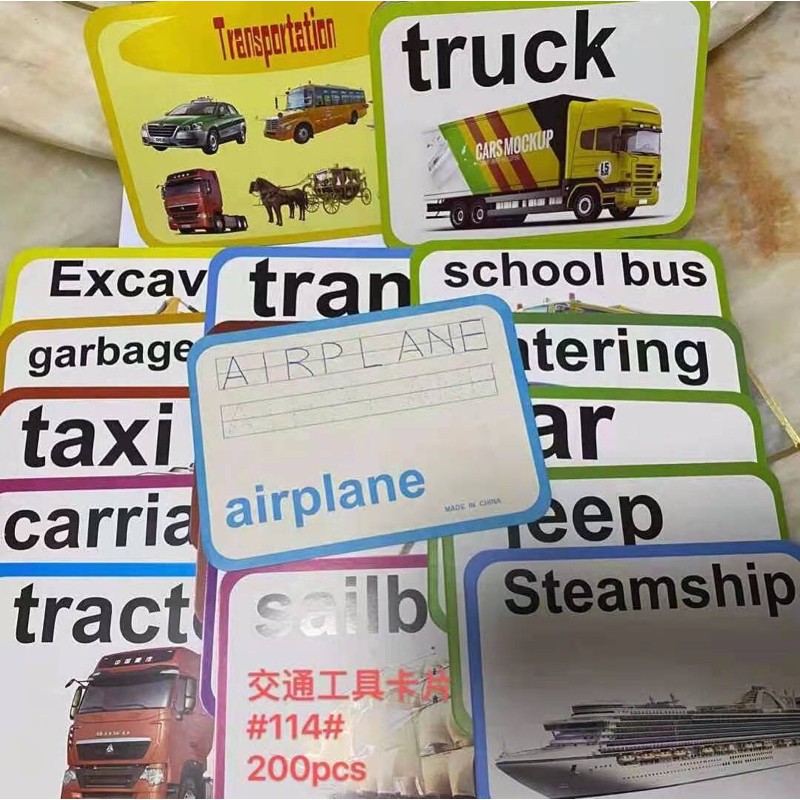 Transportation
truck
CARS MOCKUP
Excav
tran
school bus
garbage
AIRPLANE
atering
taxi
ar
airplane
MADE IN CHINA
carria
jeep
tract
sailb
Steamship
交通工具卡片
#114#
200pcs